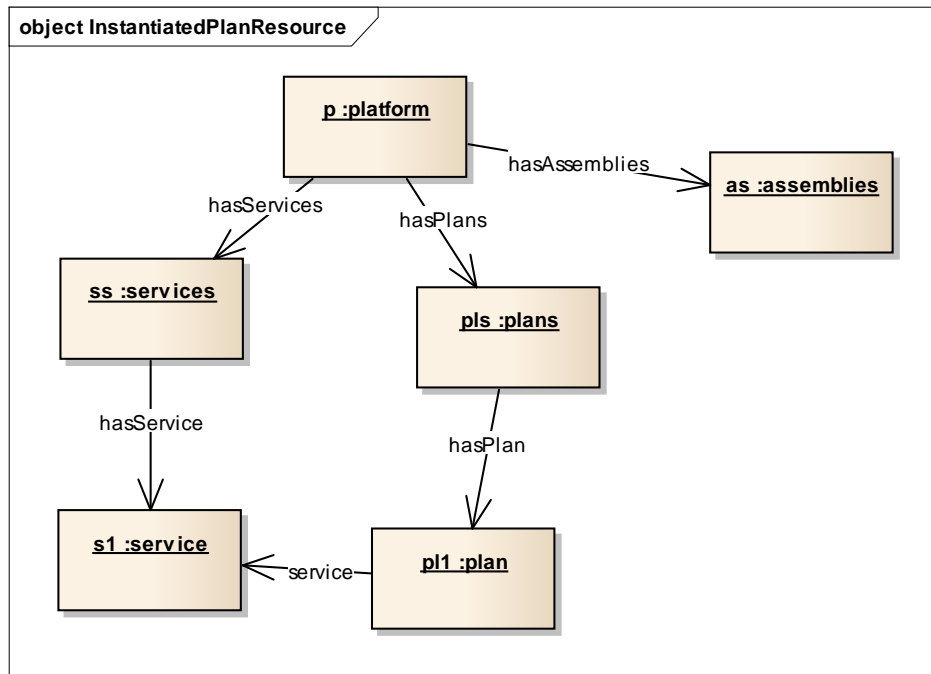 object InstantiatedPlanResource
p :platform
hasAssemblies
as :assemblies
hasServices
hasPlans
ss :services
pls :plans
hasService
hasPlan
s1 :service
service
pl1 :plan